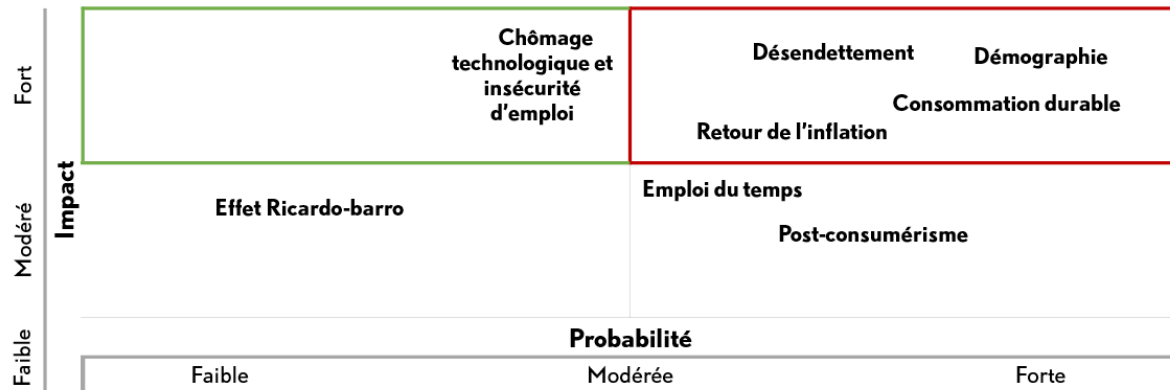 Fort
Modéré
Faible
Impact
Chômage
technologique et
insécurité
d'emploi
Désendettement
Démographie
Consommation durable
Retour de l'inflation
Emploi du temps
Effet Ricardo-barro
Post-consumérisme
Probabilité
Faible
Modérée
Forte